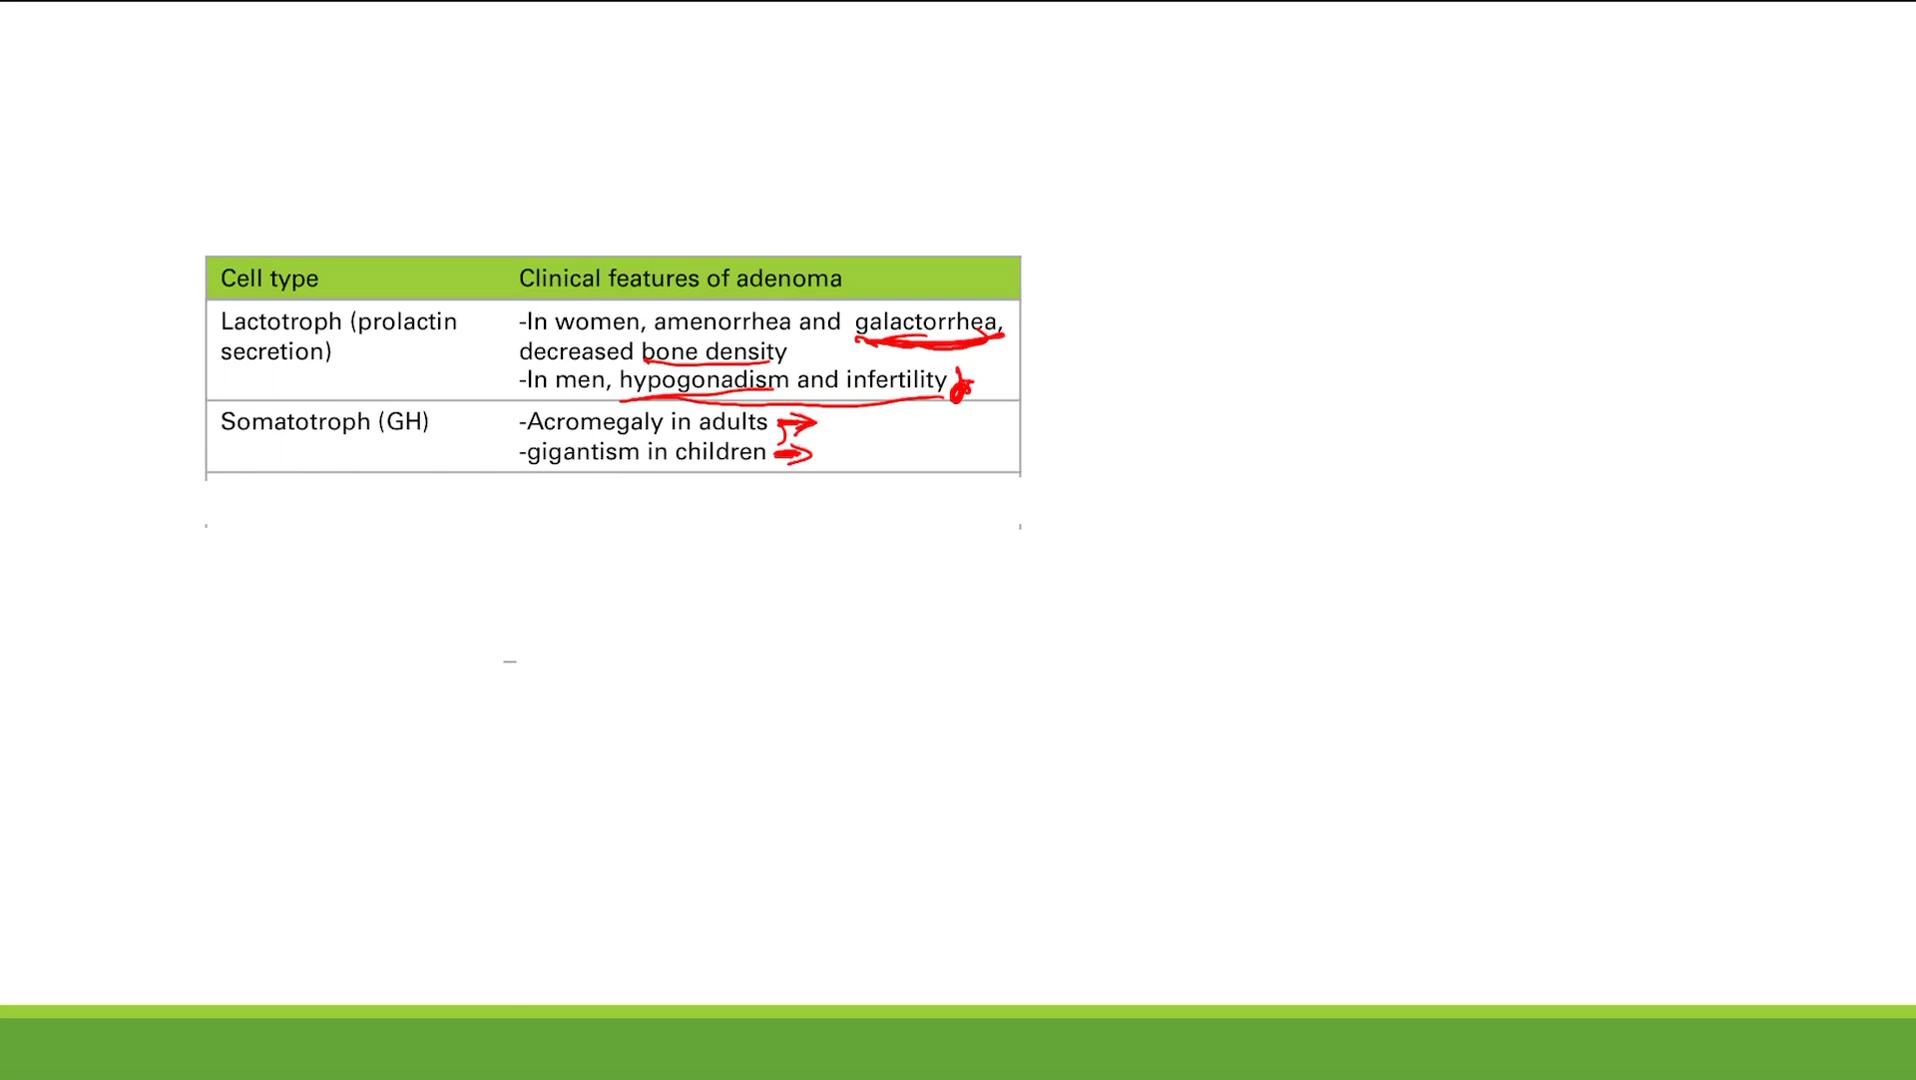 Cell type
Clinical features of adenoma
Lactotroph (prolactin
secretion)
-In women, amenorrhea and galactorrhea,
decreased bone density
-In men, hypogonadism and infertility
Somatotroph (GH)
-Acromegaly in adults
-gigantism in children